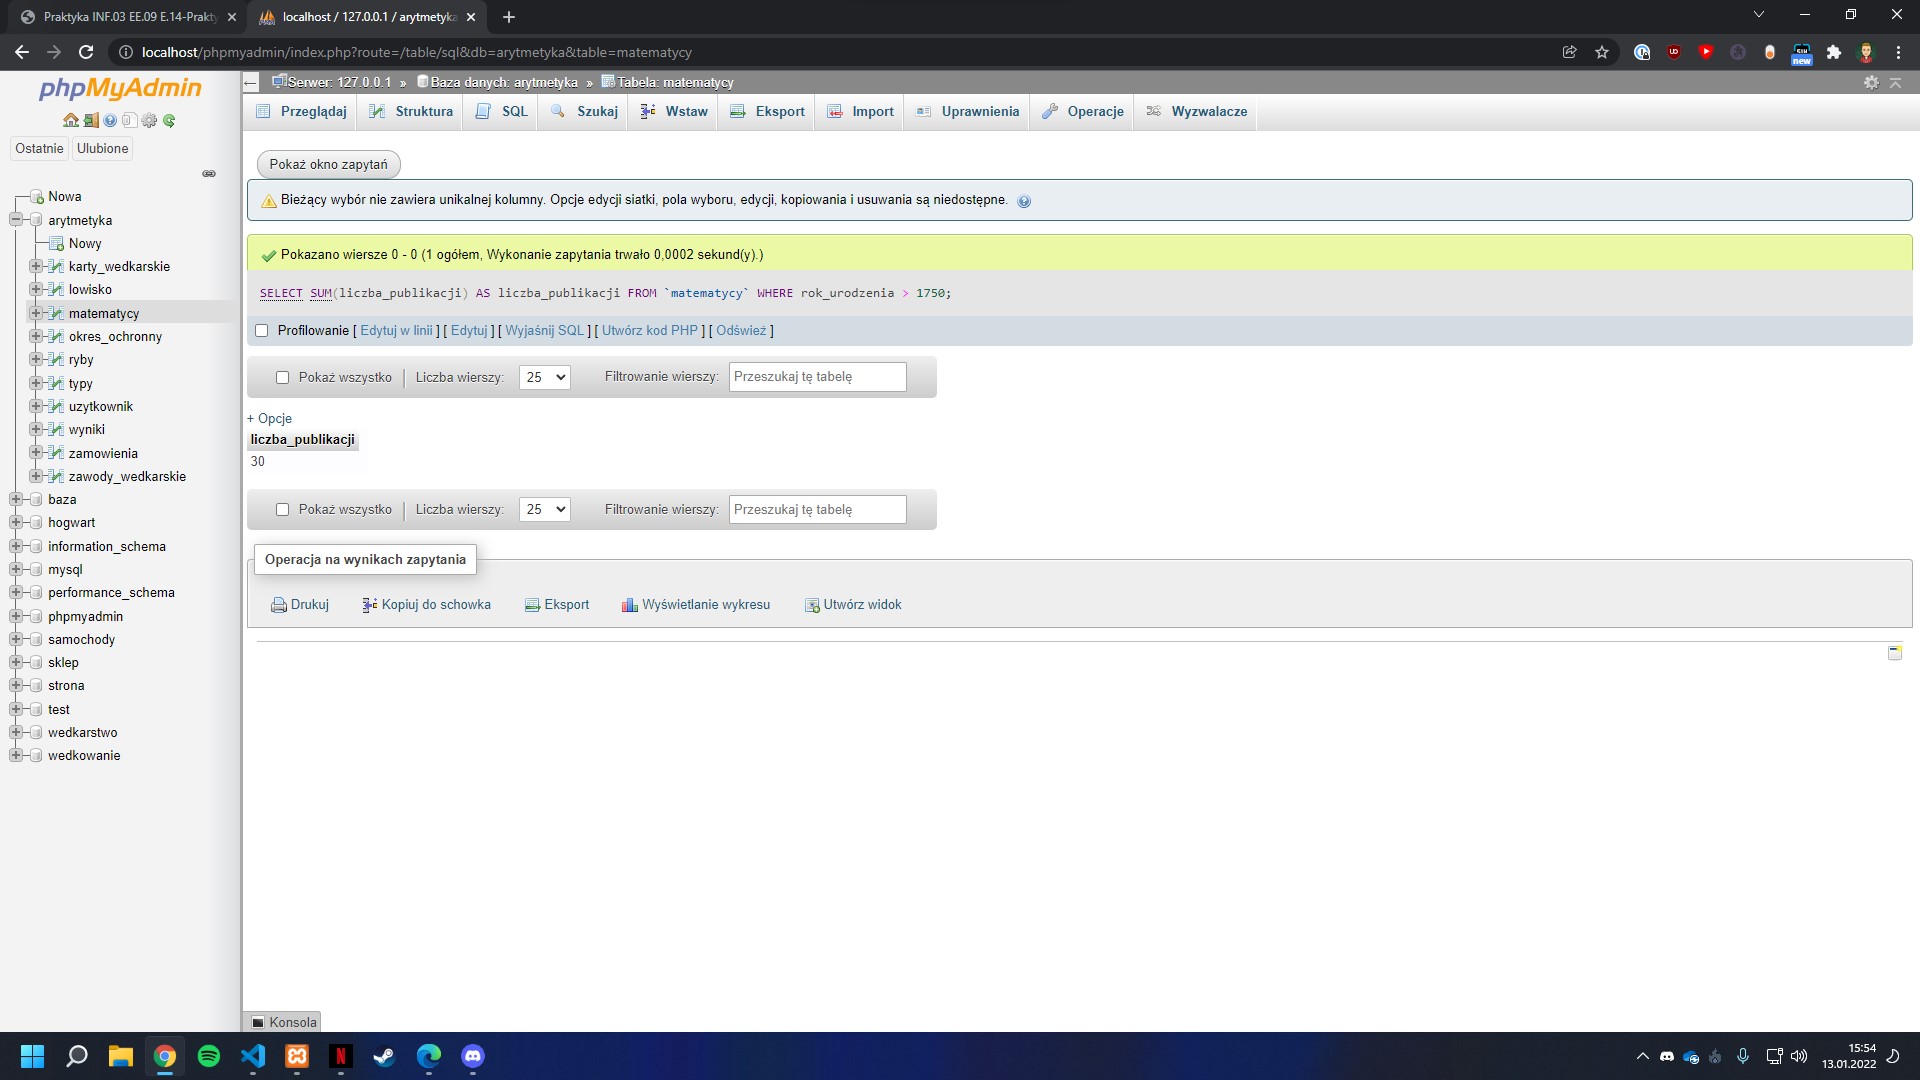 Praktyka INF.03 EE.09 E.14-Prakty
localhost / 127.0.0.1 / arytmetyka
localhost/phpmyadmin/index.php?route=/table/sql&db=arytmetyka&table=matematycy
new
phpMyAdmin
Ostatnie
Ulubione
Nowa
arytmetyka
Nowy
karty_wedkarskie
lowisko
matematycy
okres_ochronny
ryby
typy
uzytkownik
wyniki
zamowienia
zawody_wedkarskie
baza
hogwart
information_schema
mysql
performance_schema
phpmyadmin
samochody
sklep
strona
test
wedkarstwo
wedkowanie
Serwer: 127.0.0.1 » Baza danych: arytmetyka » Tabela: matematycy
Przeglądaj Struktura SQL Szukaj Wstaw Eksport Import Uprawnienia Operacje Wyzwalacze
Pokaż okno zapytań
Bieżący wybór nie zawiera unikalnej kolumny. Opcje edycji siatki, pola wyboru, edycji, kopiowania i usuwania są niedostępne.
Pokazano wiersze 0 - 0 (1 ogółem, Wykonanie zapytania trwało 0,0002 sekund(y).)
SELECT SUM(liczba_publikacji) AS liczba_publikacji FROM `matematycy` WHERE rok_urodzenia > 1750;
Profilowanie [ Edytuj w linii ] [ Edytuj ] [ Wyjaśnij SQL ] [ Utwórz kod PHP ] [ Odśwież ]
Pokaż wszystko | Liczba wierszy: 25 Filtrowanie wierszy: Przeszukaj tę tabelę
+ Opcje
liczba_publikacji
30
Pokaż wszystko | Liczba wierszy: 25 Filtrowanie wierszy: Przeszukaj tę tabelę
Operacja na wynikach zapytania
Drukuj Kopiuj do schowka Eksport Wyświetlanie wykresu Utwórz widok
Konsola
15:54
13.01.2022